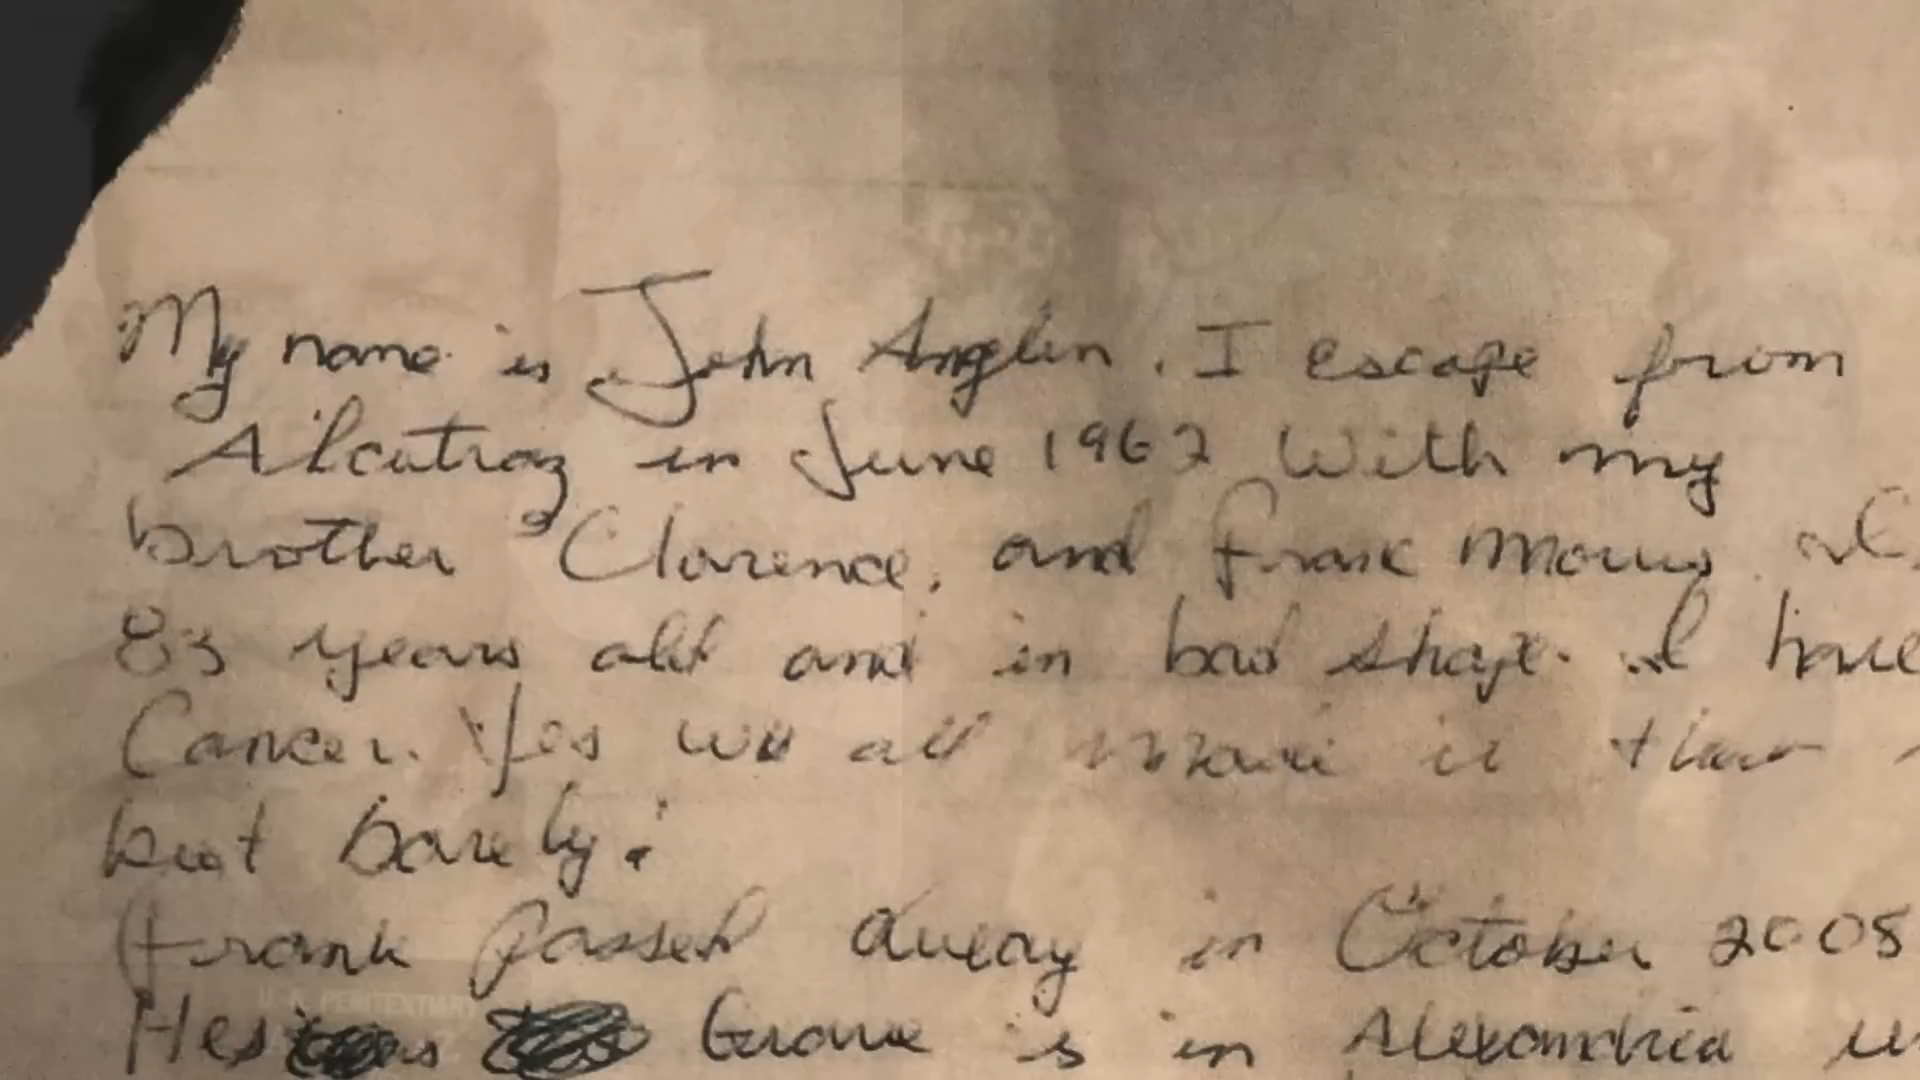 My name is John Anglin. I escape from
Alcatraz in June 1962 With my
brother Clarence, and Frank Morris.
83 years old and in bad shape. I have
Cancer. Yes we all made it that
but barely!
Frank passed away in October 2005
Hes Grave is in Alexandria
U.S. PENITENTIARY